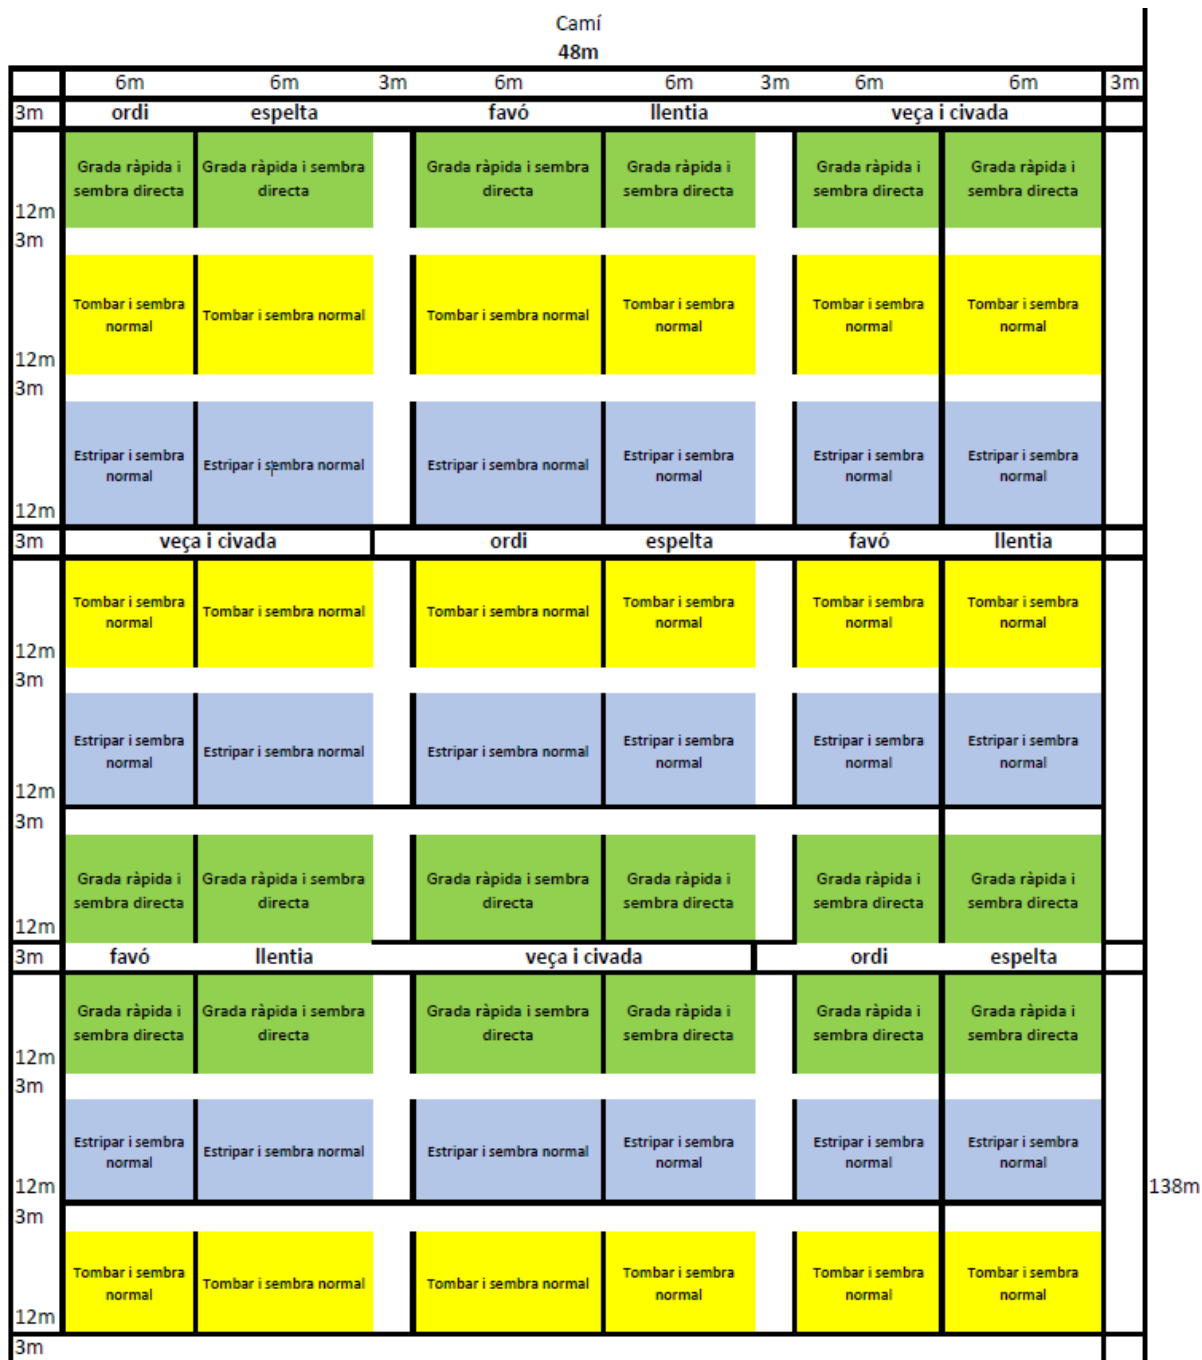 Camí
48m
6m 6m 3m 6m 6m 3m 6m 6m 3m
3m ordi espelta favó llentia veça i civada
Grada ràpida i Grada ràpida i sembra Grada ràpida i sembra Grada ràpida i Grada ràpida i Grada ràpida i
sembra directa directa directa sembra directa sembra directa sembra directa
12m
3m
Tombar i sembra Tombar i sembra normal Tombar i sembra normal Tombar i sembra Tombar i sembra Tombar i sembra
normal normal normal normal
12m
3m
Estripar i sembra Estripar i sembra normal Estripar i sembra normal Estripar i sembra Estripar i sembra Estripar i sembra
normal normal normal normal
12m
3m veça i civada ordi espelta favó llentia
Tombar i sembra Tombar i sembra normal Tombar i sembra normal Tombar i sembra Tombar i sembra Tombar i sembra
normal normal normal normal
12m
3m
Estripar i sembra Estripar i sembra normal Estripar i sembra normal Estripar i sembra Estripar i sembra Estripar i sembra
normal normal normal normal
12m
3m
Grada ràpida i Grada ràpida i sembra Grada ràpida i sembra Grada ràpida i Grada ràpida i Grada ràpida i
sembra directa directa directa sembra directa sembra directa sembra directa
12m
3m favó llentia veça i civada ordi espelta
Grada ràpida i Grada ràpida i sembra Grada ràpida i sembra Grada ràpida i Grada ràpida i Grada ràpida i
sembra directa directa directa sembra directa sembra directa sembra directa
12m
3m
Estripar i sembra Estripar i sembra normal Estripar i sembra normal Estripar i sembra Estripar i sembra Estripar i sembra
normal normal normal normal
12m 138m
3m
Tombar i sembra Tombar i sembra normal Tombar i sembra normal Tombar i sembra Tombar i sembra Tombar i sembra
normal normal normal normal
12m
3m